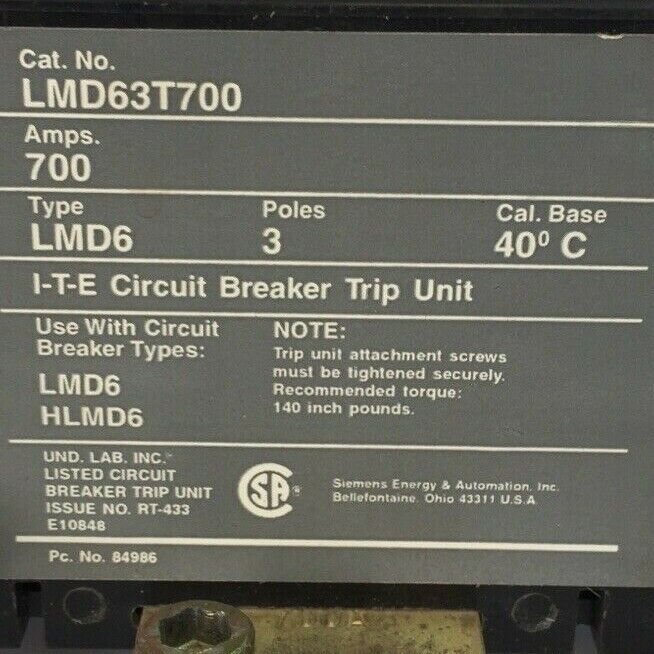 Cat. No.
LMD63T700
Amps.
700
Type Poles Cal. Base
LMD6 3 40⁰ C
I-T-E Circuit Breaker Trip Unit
Use With Circuit
Breaker Types:
LMD6
HLMD6
NOTE:
Trip unit attachment screws
must be tightened securely.
Recommended torque:
140 inch pounds.
UND. LAB. INC.
LISTED CIRCUIT
BREAKER TRIP UNIT
ISSUE NO. RT-433
E10848
CSA®
Siemens Energy & Automation, Inc.
Bellefontaine, Ohio 43311 U.S.A.
Pc. No. 84986